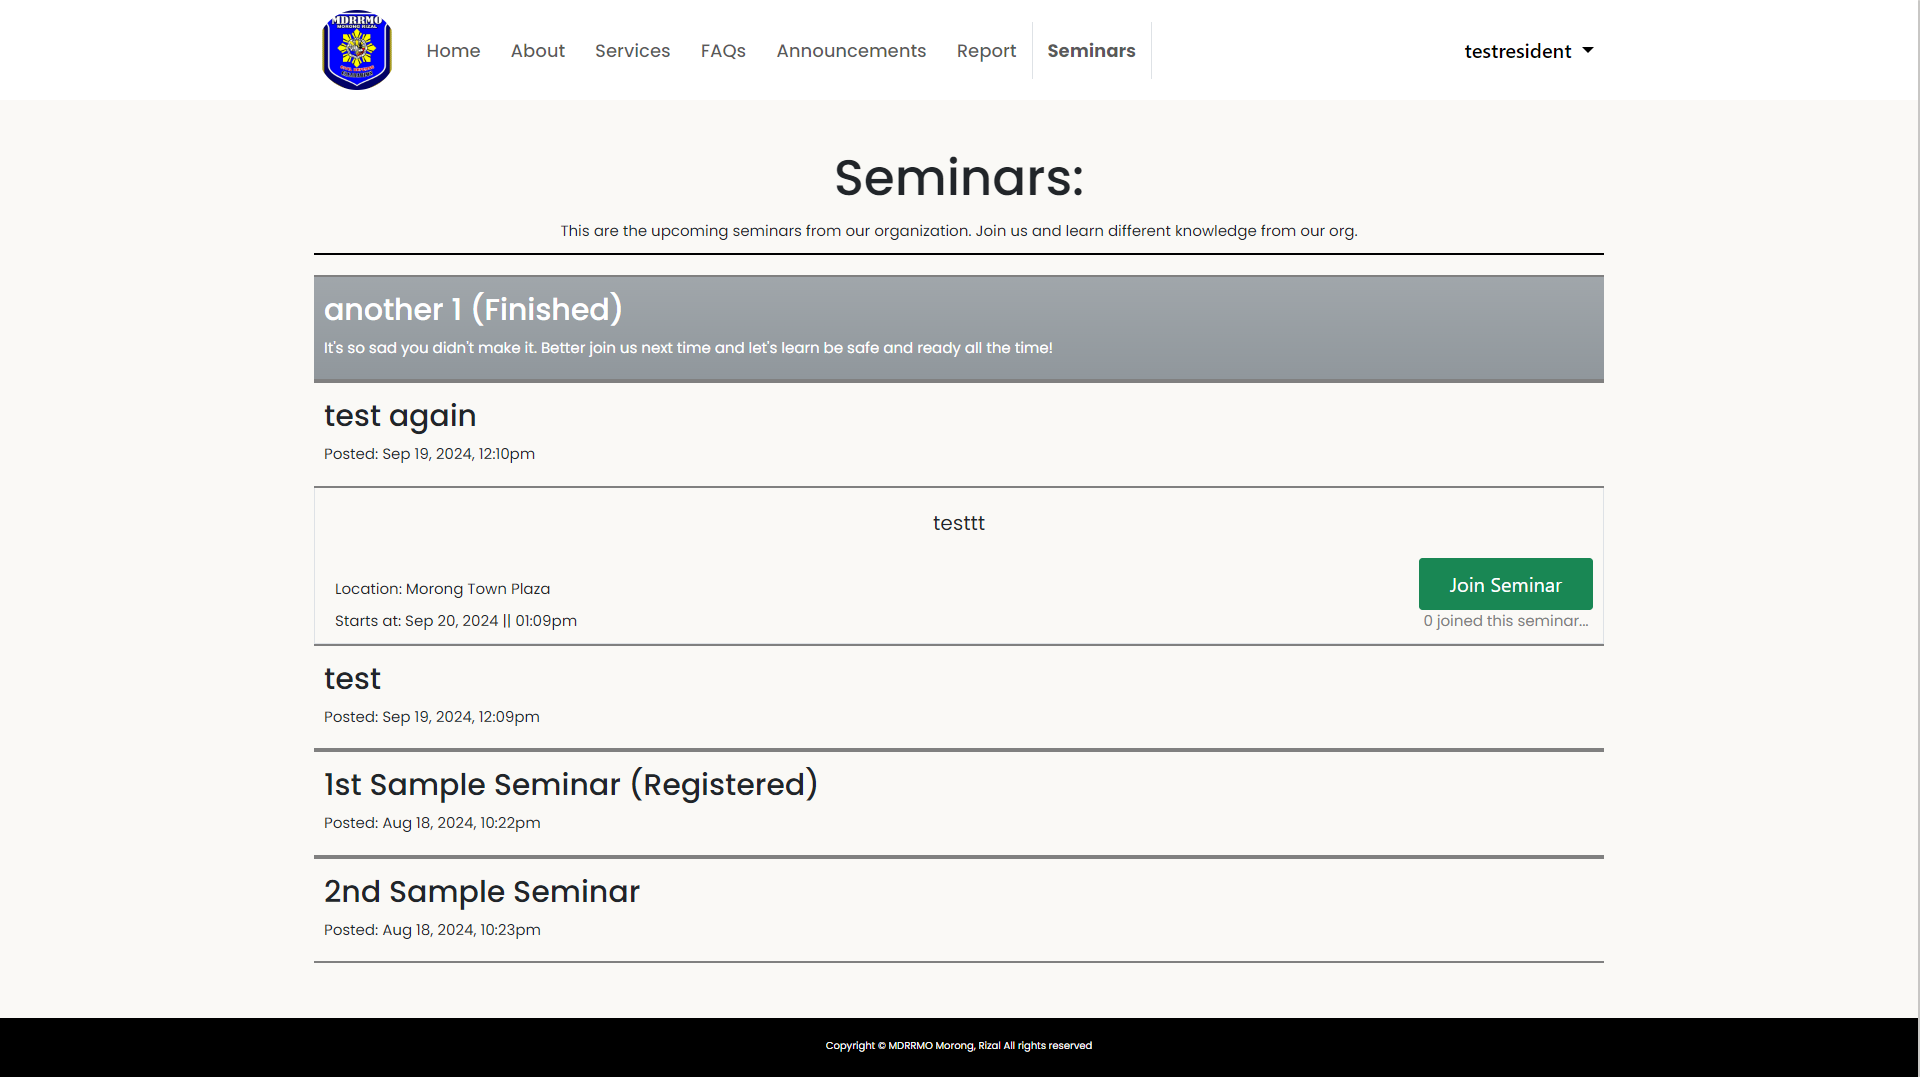 MDRRMO
MORONG RIZAL
Home About Services FAQs Announcements Report Seminars testresident
Seminars:
This are the upcoming seminars from our organization. Join us and learn different knowledge from our org.
another 1 (Finished)
It's so sad you didn't make it. Better join us next time and let's learn be safe and ready all the time!
test again
Posted: Sep 19, 2024, 12:10pm
testtt
Location: Morong Town Plaza
Join Seminar
Starts at: Sep 20, 2024 || 01:09pm
0 joined this seminar...
test
Posted: Sep 19, 2024, 12:09pm
1st Sample Seminar (Registered)
Posted: Aug 18, 2024, 10:22pm
2nd Sample Seminar
Posted: Aug 18, 2024, 10:23pm
Copyright © MDRRMO Morong, Rizal All rights reserved